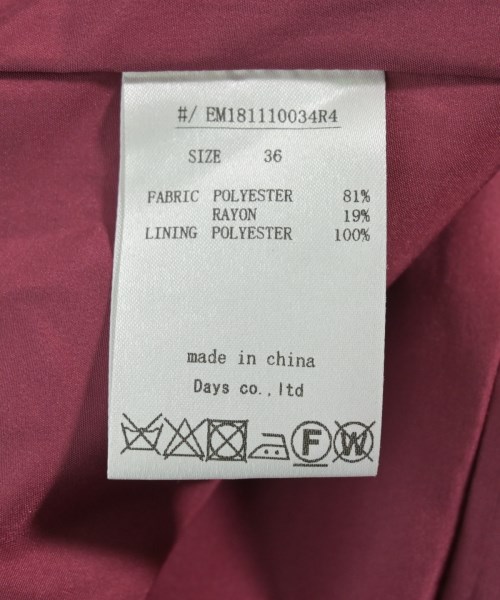 #/ EM181110034R4
SIZE 36
FABRIC POLYESTER 81%
RAYON 19%
LINING POLYESTER 100%
made in china
Days co.,ltd
F W